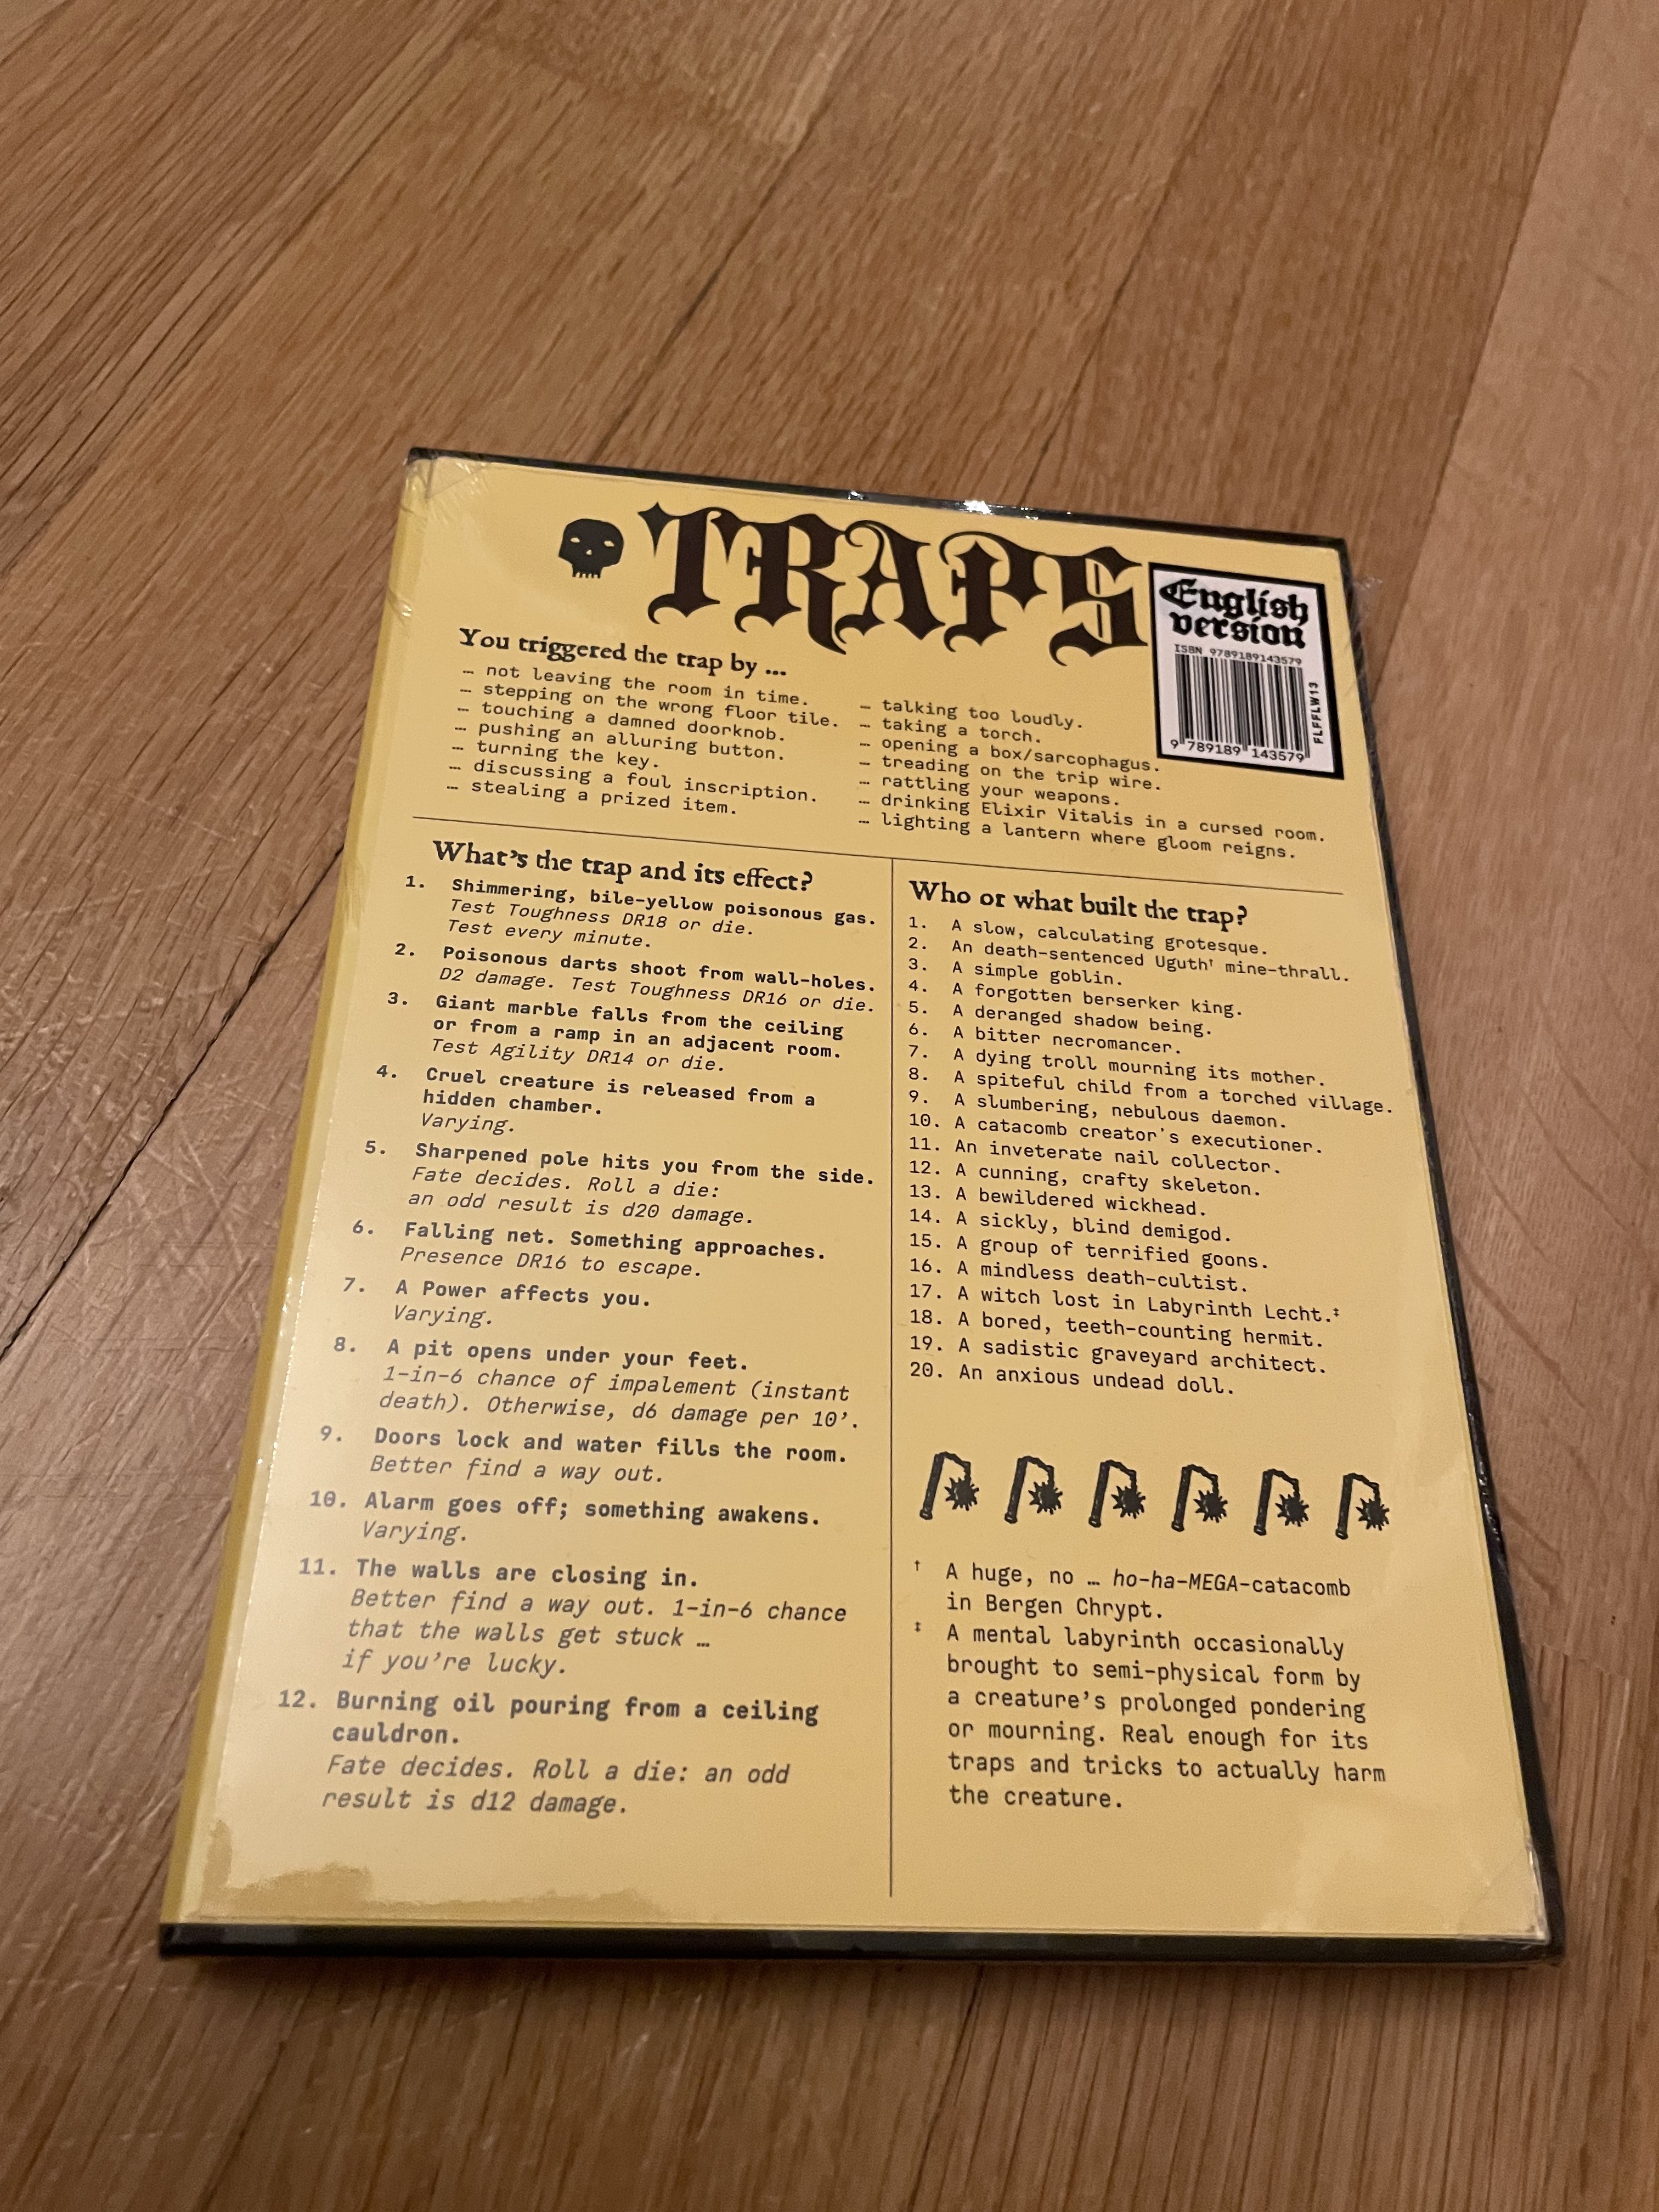 TRAPS
English
version
ISBN 9789189143579
FLFFLW13
9 789189 143579
You triggered the trap by ...
… not leaving the room in time.
… stepping on the wrong floor tile.
… touching a damned doorknob.
… pushing an alluring button.
… turning the key.
… discussing a foul inscription.
… stealing a prized item.
… talking too loudly.
… taking a torch.
… opening a box/sarcophagus.
… treading on the trip wire.
… rattling your weapons.
… drinking Elixir Vitalis in a cursed room.
… lighting a lantern where gloom reigns.
What's the trap and its effect?
1. Shimmering, bile-yellow poisonous gas.
Test Toughness DR18 or die.
Test every minute.
2. Poisonous darts shoot from wall-holes.
D2 damage. Test Toughness DR16 or die.
3. Giant marble falls from the ceiling
or from a ramp in an adjacent room.
Test Agility DR14 or die.
4. Cruel creature is released from a
hidden chamber.
Varying.
5. Sharpened pole hits you from the side.
Fate decides. Roll a die:
an odd result is d20 damage.
6. Falling net. Something approaches.
Presence DR16 to escape.
7. A Power affects you.
Varying.
8. A pit opens under your feet.
1-in-6 chance of impalement (instant
death). Otherwise, d6 damage per 10’.
9. Doors lock and water fills the room.
Better find a way out.
10. Alarm goes off; something awakens.
Varying.
11. The walls are closing in.
Better find a way out. 1-in-6 chance
that the walls get stuck …
if you’re lucky.
12. Burning oil pouring from a ceiling
cauldron.
Fate decides. Roll a die: an odd
result is d12 damage.
Who or what built the trap?
1. A slow, calculating grotesque.
2. An death-sentenced Uguth† mine-thrall.
3. A simple goblin.
4. A forgotten berserker king.
5. A deranged shadow being.
6. A bitter necromancer.
7. A dying troll mourning its mother.
8. A spiteful child from a torched village.
9. A slumbering, nebulous daemon.
10. A catacomb creator's executioner.
11. An inveterate nail collector.
12. A cunning, crafty skeleton.
13. A bewildered wickhead.
14. A sickly, blind demigod.
15. A group of terrified goons.
16. A mindless death-cultist.
17. A witch lost in Labyrinth Lecht.‡
18. A bored, teeth-counting hermit.
19. A sadistic graveyard architect.
20. An anxious undead doll.
† A huge, no … ho-ha-MEGA-catacomb
in Bergen Chrypt.
‡ A mental labyrinth occasionally
brought to semi-physical form by
a creature’s prolonged pondering
or mourning. Real enough for its
traps and tricks to actually harm
the creature.